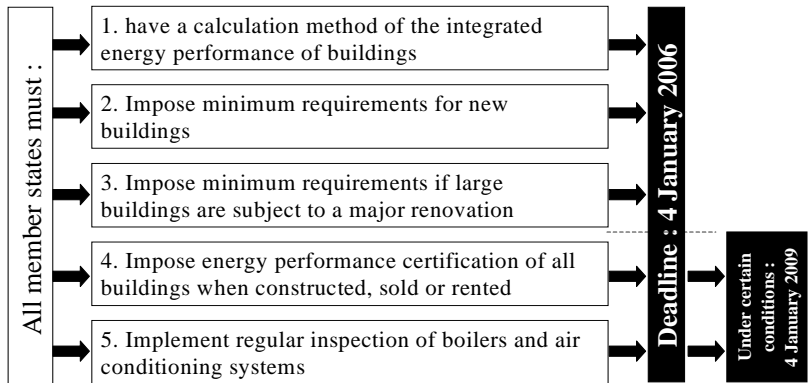 All member states must :
1. have a calculation method of the integrated
energy performance of buildings
2. Impose minimum requirements for new
buildings
3. Impose minimum requirements if large
buildings are subject to a major renovation
4. Impose energy performance certification of all
buildings when constructed, sold or rented
5. Implement regular inspection of boilers and air
conditioning systems
Deadline : 4 January 2006
Under certain
conditions :
4 January 2009